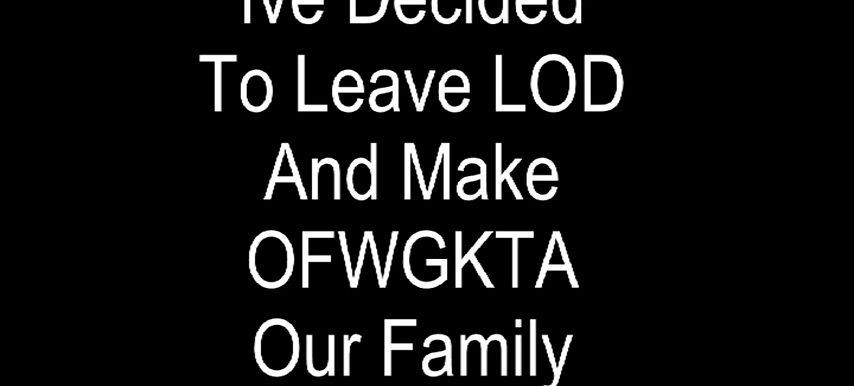 Ive Decided
To Leave LOD
And Make
OFWGKTA
Our Family